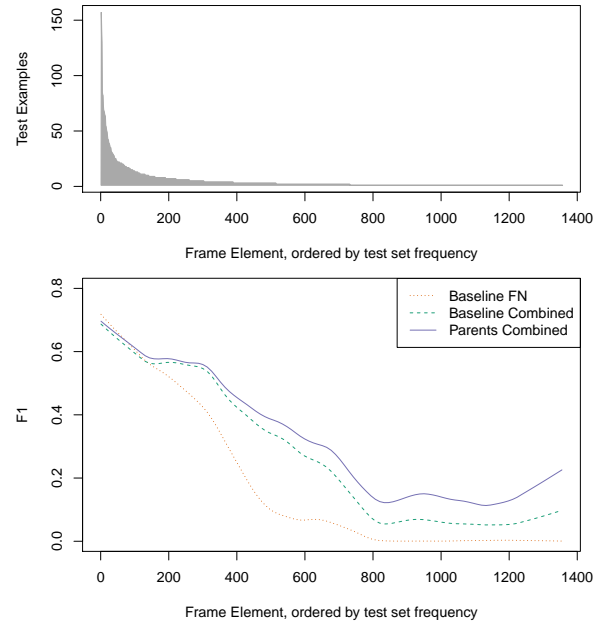 Test Examples
150
100
50
0
0 200 400 600 800 1000 1200 1400
Frame Element, ordered by test set frequency
F1
0.8
0.6
0.4
0.2
0.0
Baseline FN
Baseline Combined
Parents Combined
0 200 400 600 800 1000 1200 1400
Frame Element, ordered by test set frequency